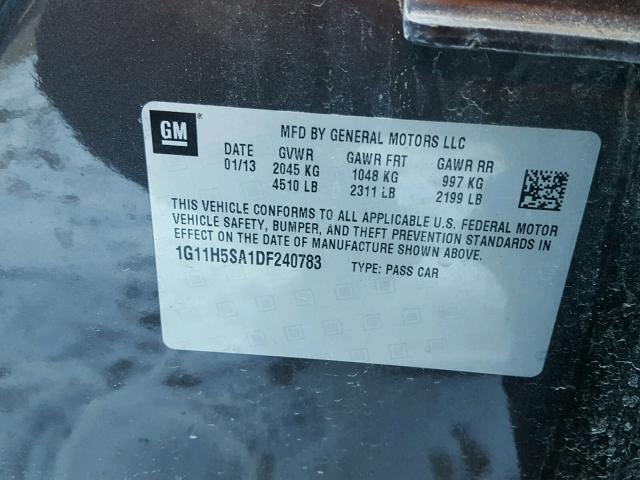 GM®
MFD BY GENERAL MOTORS LLC
DATE GVWR GAWR FRT GAWR RR
01/13 2045 KG 1048 KG 997 KG
4510 LB 2311 LB 2199 LB
THIS VEHICLE CONFORMS TO ALL APPLICABLE U.S. FEDERAL MOTOR
VEHICLE SAFETY, BUMPER, AND THEFT PREVENTION STANDARDS IN
EFFECT ON THE DATE OF MANUFACTURE SHOWN ABOVE.
1G11H5SA1DF240783 TYPE: PASS CAR